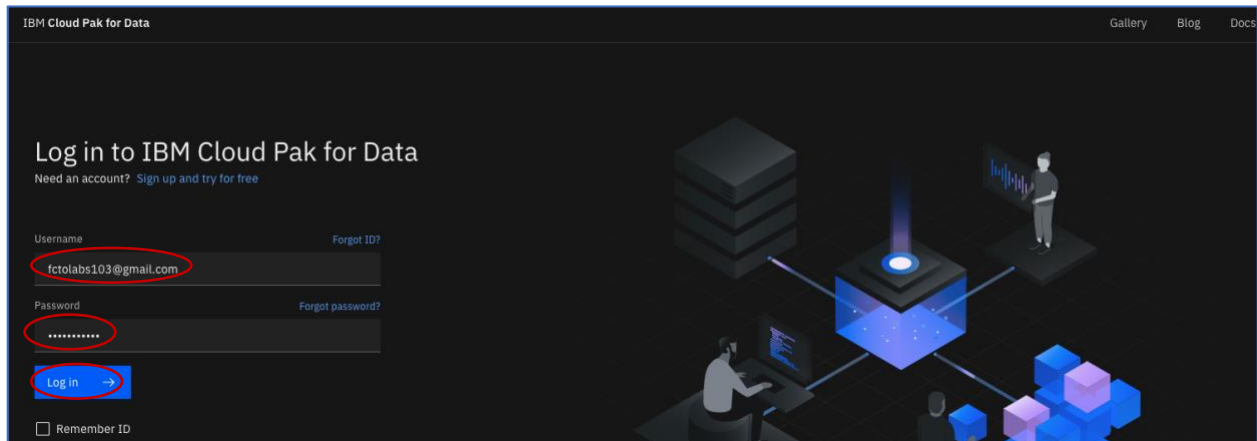 IBM Cloud Pak for Data
Gallery Blog Docs
Log in to IBM Cloud Pak for Data
Need an account? Sign up and try for free
Username Forgot ID?
fctolabs103@gmail.com
Password Forgot password?
•••••••••••
Log in →
Remember ID